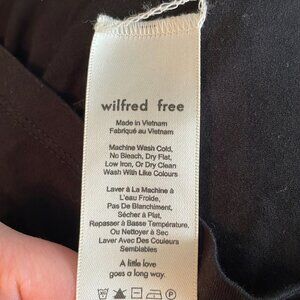 wilfred free
Made in Vietnam
Fabriqué au Vietnam
Machine Wash Cold,
No Bleach, Dry Flat,
Low Iron, Or Dry Clean
Wash With Like Colours
Laver à La Machine à
L'eau Froide,
Pas De Blanchiment,
Sécher à Plat,
Repasser à Basse Température.
Ou Nettoyer à Sec
Laver Avec Des Couleurs
Semblables
A little love
goes a long way.